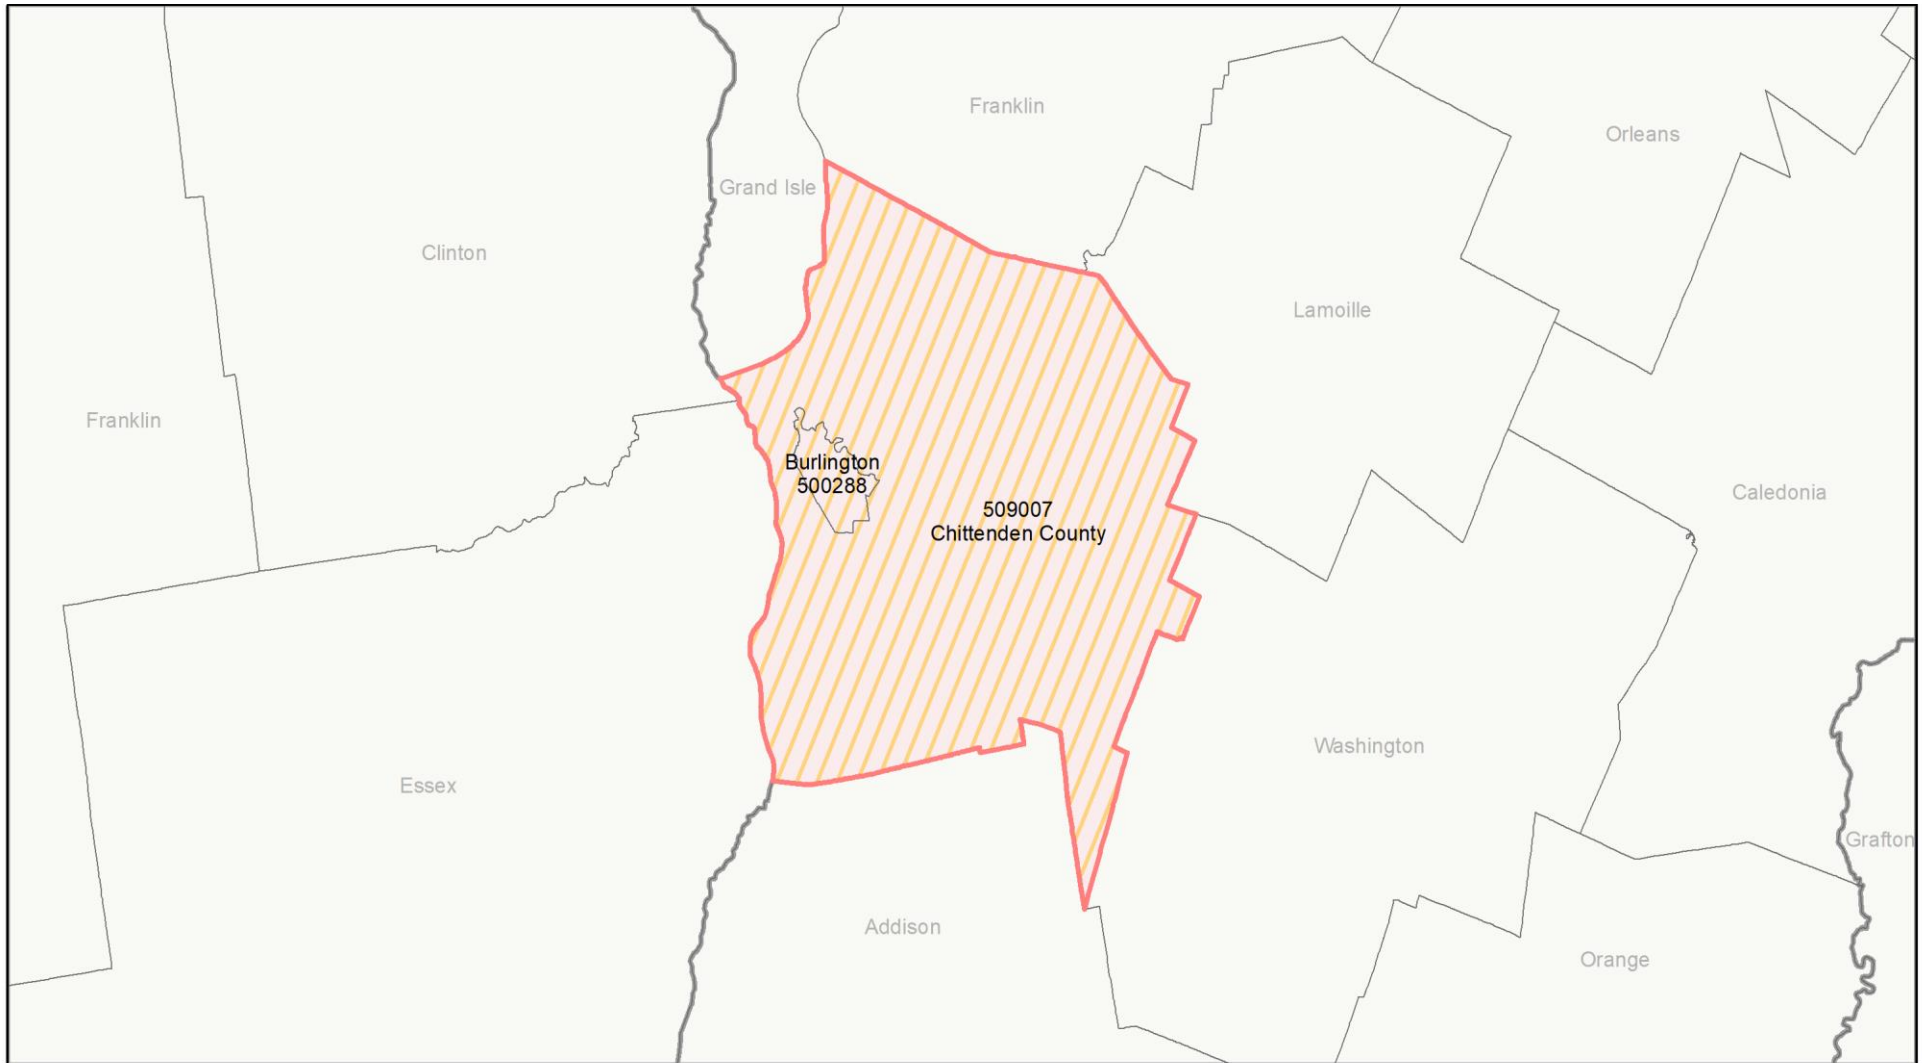 Franklin
Orleans
Grand Isle
Clinton
Lamoille
Franklin
Burlington
500288
Caledonia
509007
Chittenden County
Washington
Essex
Grafton
Addison
Orange